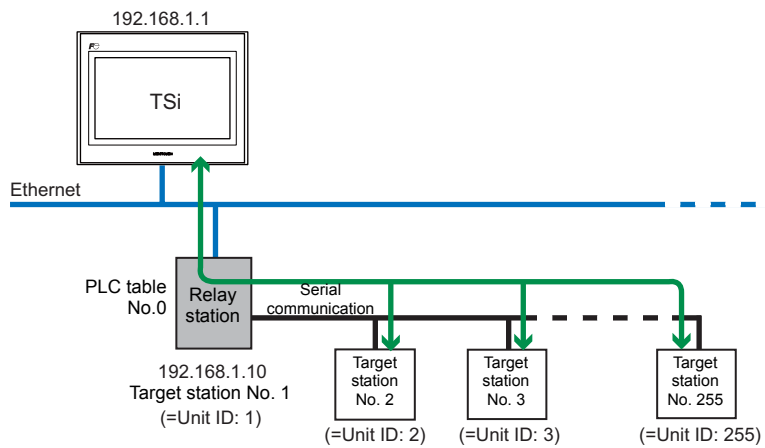 192.168.1.1
TSi
MONITOUCH
Ethernet
PLC table
No.0
Relay
station
Serial
communication
192.168.1.10
Target station No. 1
(=Unit ID: 1)
Target
station
No. 2
(=Unit ID: 2)
Target
station
No. 3
(=Unit ID: 3)
Target
station
No. 255
(=Unit ID: 255)